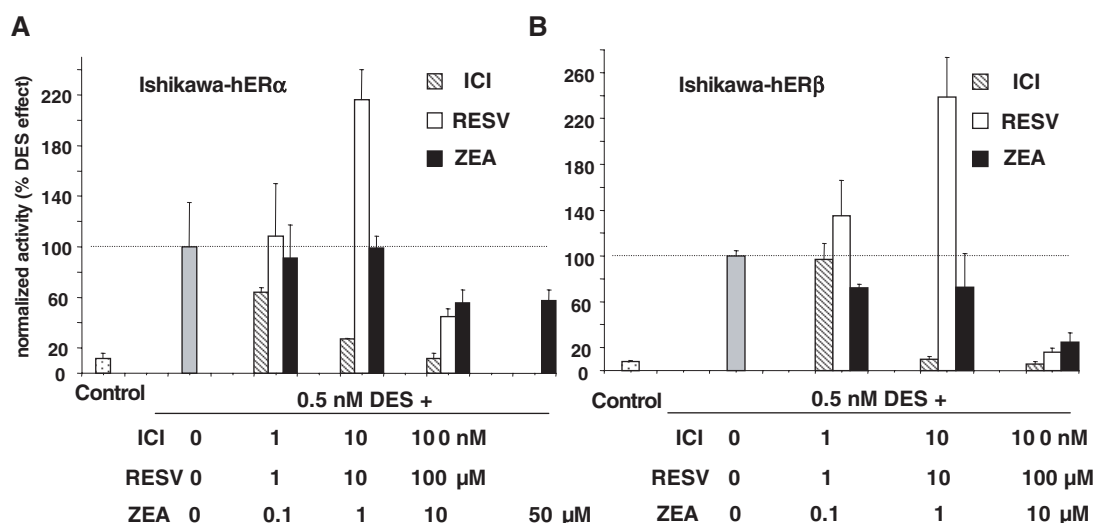 A
normalized activity (% DES effect)
220
180
140
100
60
20
0
Ishikawa-hERα
ICI
RESV
ZEA
Control
0.5 nM DES +
ICI 0 1 10 100 nM
RESV 0 1 10 100 µM
ZEA 0 0.1 1 10 50 µM
B
260
220
180
140
100
60
20
0
Ishikawa-hERβ
ICI
RESV
ZEA
Control
0.5 nM DES +
0 1 10 100 nM
0 1 10 100 µM
0 0.1 1 10 µM